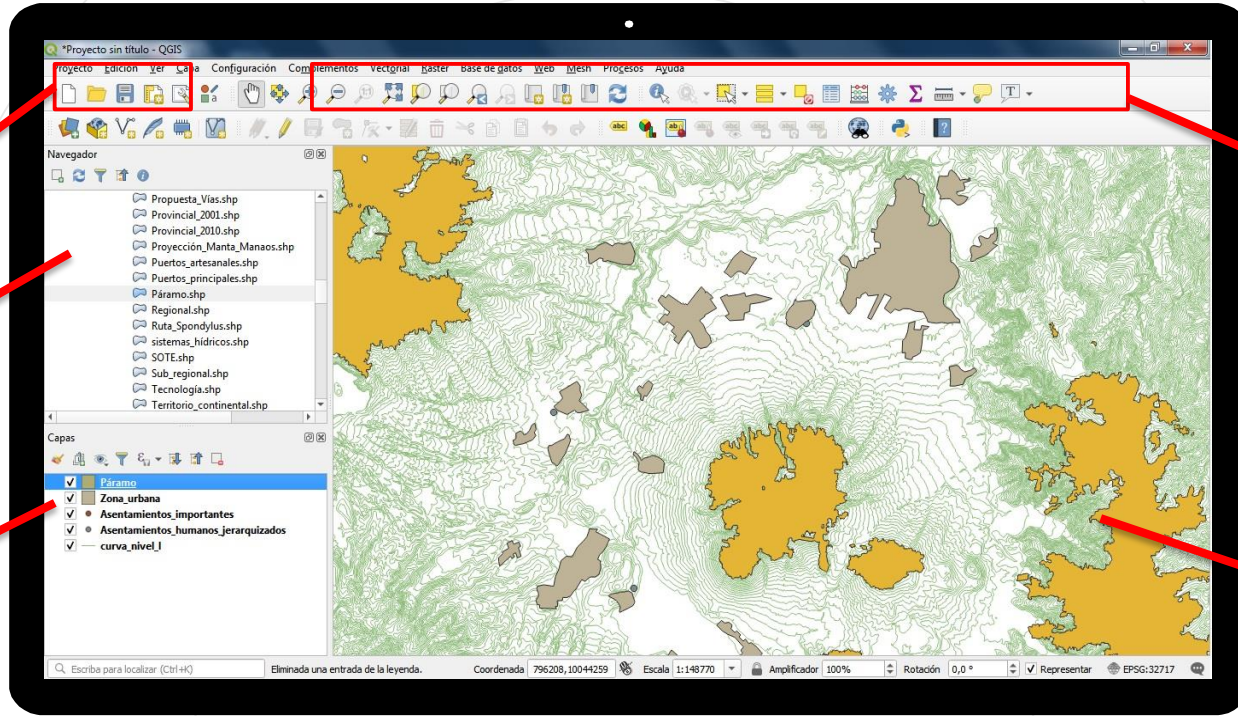 *Proyecto sin título - QGIS
Proyecto Edición Ver Capa Configuración Complementos Vectorial Ráster Base de datos Web Mesh Procesos Ayuda
Navegador
Propuesta_Vías.shp
Provincial_2001.shp
Provincial_2010.shp
Proyección_Manta_Manaos.shp
Puertos_artesanales.shp
Puertos_principales.shp
Páramo.shp
Regional.shp
Ruta_Spondylus.shp
sistemas_hídricos.shp
SOTE.shp
Sub_regional.shp
Tecnología.shp
Territorio_continental.shp
Capas
Páramo
Zona_urbana
Asentamientos_importantes
Asentamientos_humanos_jerarquizados
curva_nivel_l
Escriba para localizar (Ctrl+K) Eliminada una entrada de la leyenda. Coordenada 796208,10044259 Escala 1:148770 Amplificador 100% Rotación 0,0 ° Representar EPSG:32717